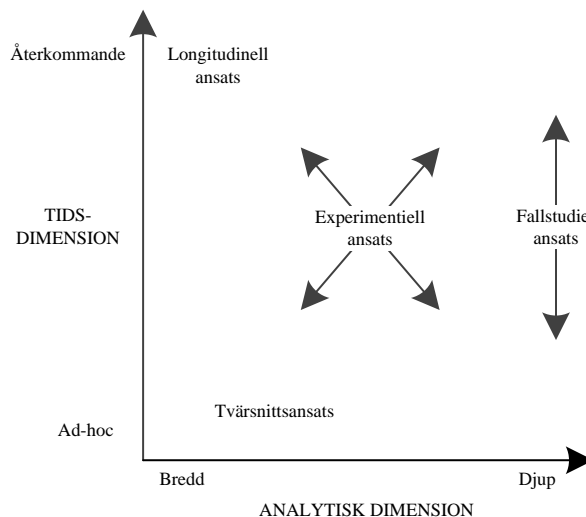 Återkommande
Longitudinell
ansats
TIDS-
DIMENSION
Experimentiell
ansats
Fallstudie
ansats
Tvärsnittsansats
Ad-hoc
Bredd
Djup
ANALYTISK DIMENSION